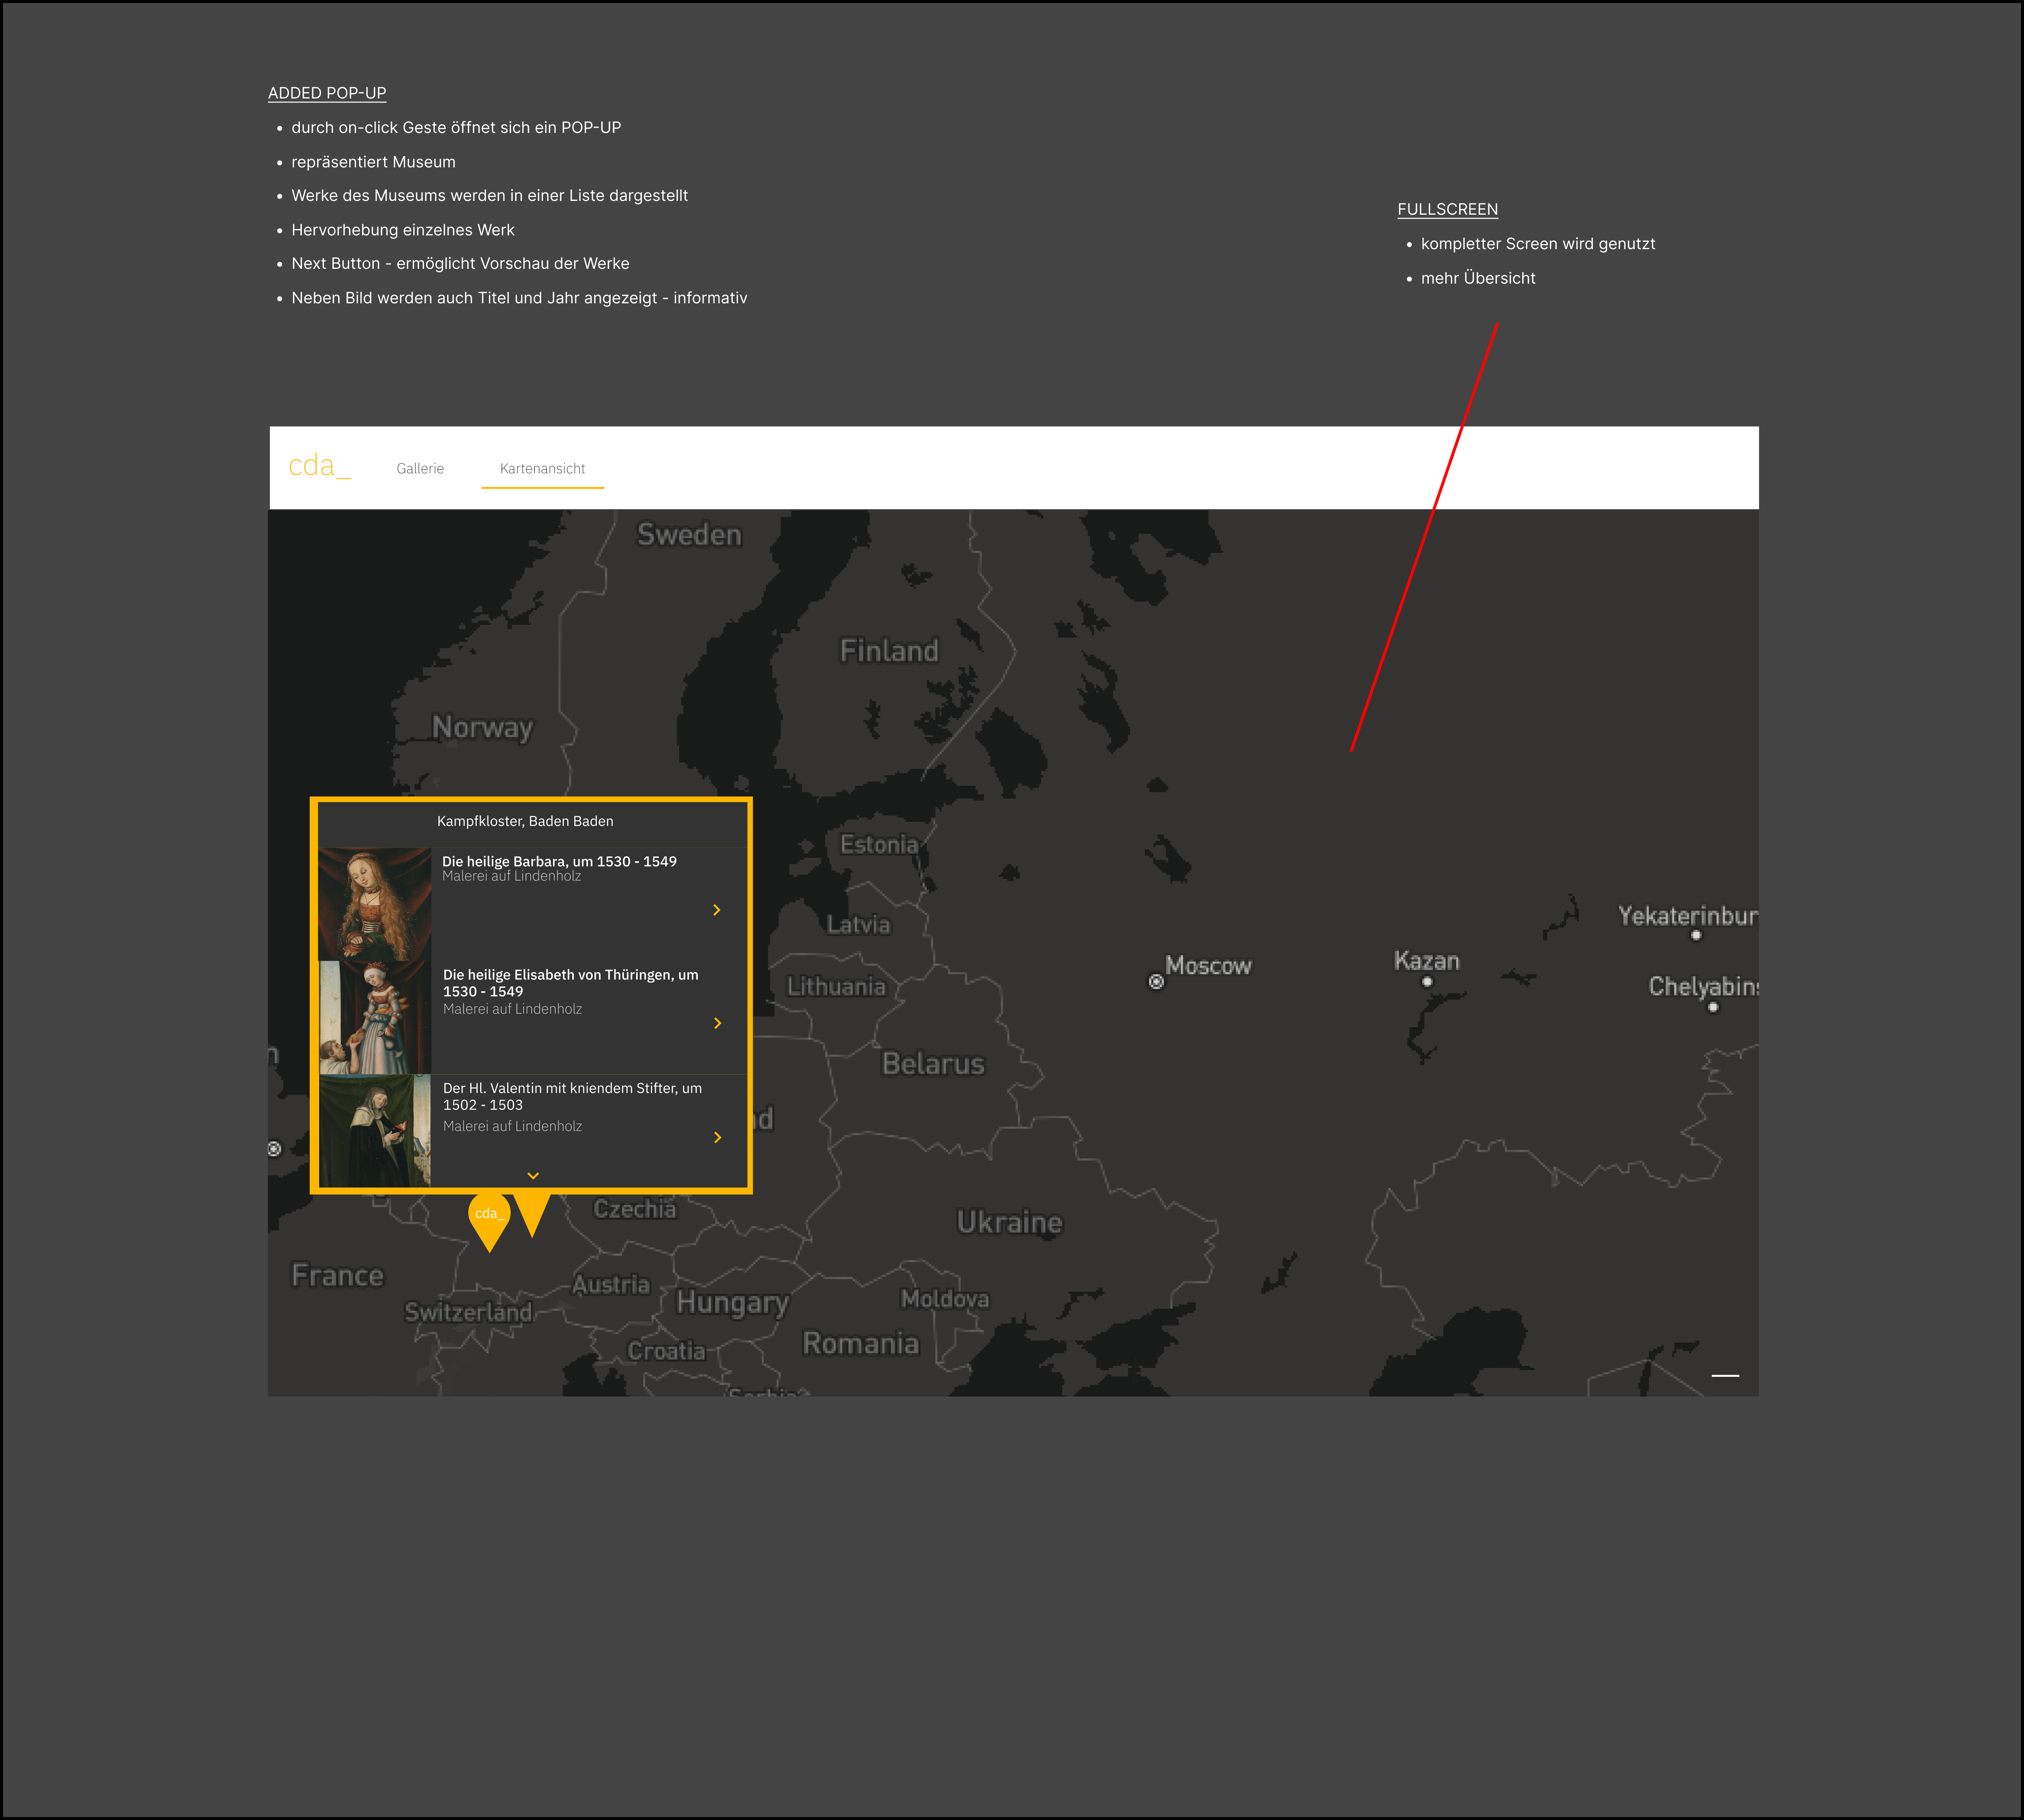 ADDED POP-UP
durch on-click Geste öffnet sich ein POP-UP
repräsentiert Museum
Werke des Museums werden in einer Liste dargestellt
Hervorhebung einzelnes Werk
Next Button - ermöglicht Vorschau der Werke
Neben Bild werden auch Titel und Jahr angezeigt - informativ
FULLSCREEN
kompletter Screen wird genutzt
mehr Übersicht
cda_
Gallerie
Kartenansicht
Sweden
Finland
Norway
Kampfkloster, Baden Baden
Die heilige Barbara, um 1530 - 1549
Malerei auf Lindenholz
Die heilige Elisabeth von Thüringen, um
1530 - 1549
Malerei auf Lindenholz
Der Hl. Valentin mit kniendem Stifter, um
1502 - 1503
Malerei auf Lindenholz
Estonia
Latvia
Lithuania
Moscow
Kazan
Yekaterinbur
Chelyabins
Belarus
cda_
Czechia
Ukraine
France
Austria
Switzerland
Hungary
Moldova
Croatia
Romania